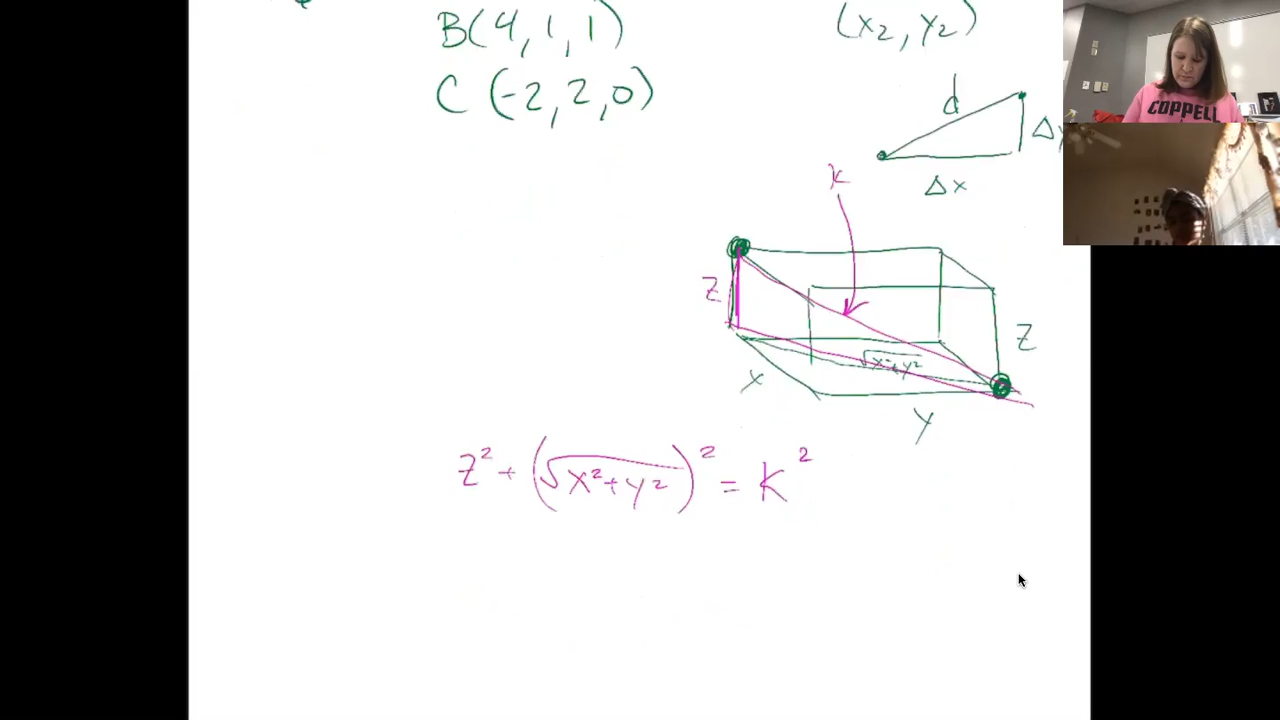 B(4, 1, 1)
C (-2, 2, 0)
(x2, y2)
d
Δy
Δx
k
z
√x²+y²
z
x
y
z² + (√x²+y²)² = k²
COPPELL